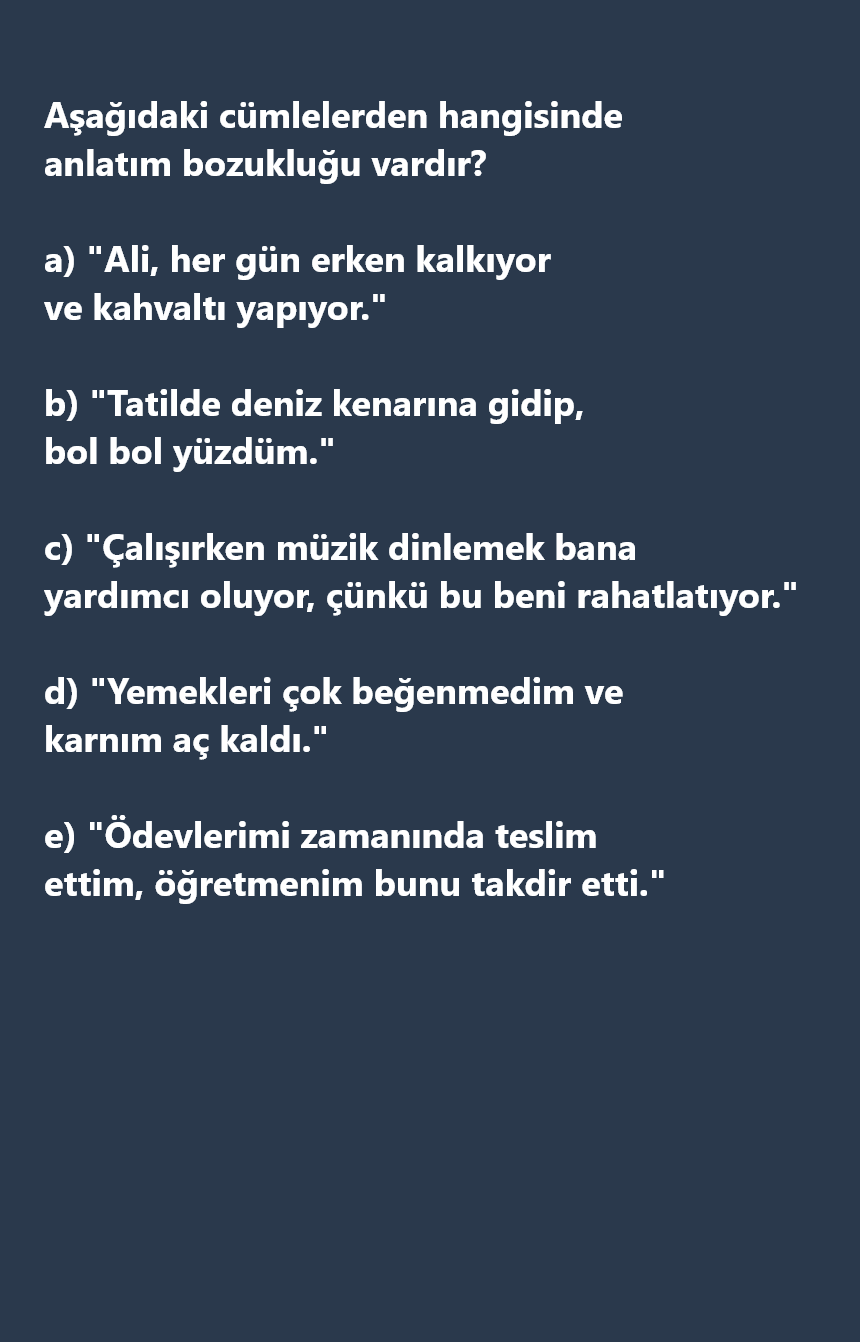 Aşağıdaki cümlelerden hangisinde
anlatım bozukluğu vardır?
a) "Ali, her gün erken kalkıyor
ve kahvaltı yapıyor."
b) "Tatilde deniz kenarına gidip,
bol bol yüzdüm."
c) "Çalışırken müzik dinlemek bana
yardımcı oluyor, çünkü bu beni rahatlatıyor."
d) "Yemekleri çok beğenmedim ve
karnım aç kaldı."
e) "Ödevlerimi zamanında teslim
ettim, öğretmenim bunu takdir etti."